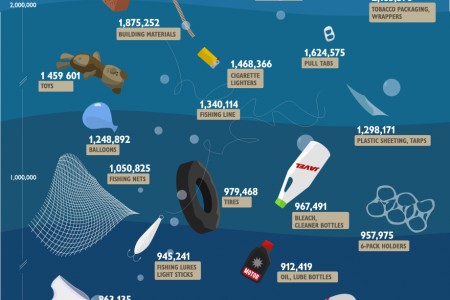 2,000,000
TOBACCO PACKAGING,
WRAPPERS
1,875,252
BUILDING MATERIALS
1,624,575
PULL TABS
1,468,366
CIGARETTE
LIGHTERS
1 459 601
TOYS
1,340,114
FISHING LINE
1,298,171
PLASTIC SHEETING, TARPS
1,248,892
BALLOONS
1,050,825
FISHING NETS
1,000,000
JAVEL
979,468
TIRES
967,491
BLEACH,
CLEANER BOTTLES
957,975
6-PACK HOLDERS
945,241
FISHING LURES
LIGHT STICKS
MOTOR
912,419
OIL, LUBE BOTTLES
863,135